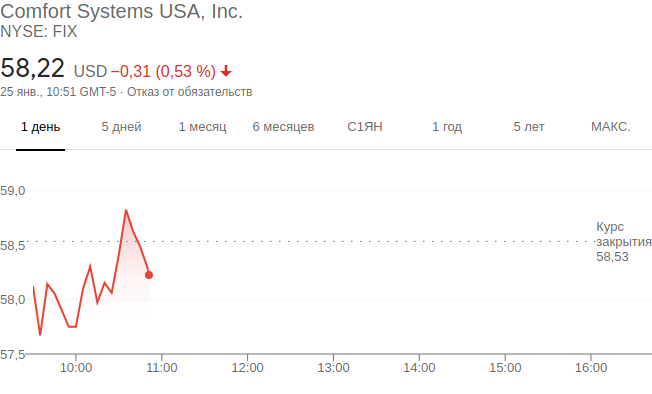 Comfort Systems USA, Inc.
NYSE: FIX
58,22 USD −0,31 (0,53 %)
25 янв., 10:51 GMT-5 · Отказ от обязательств
1 день 5 дней 1 месяц 6 месяцев С1ЯН 1 год 5 лет МАКС.
59,0
Курс
58,5 закрытия
58,53
58,0
57,5
10:00 11:00 12:00 13:00 14:00 15:00 16:00